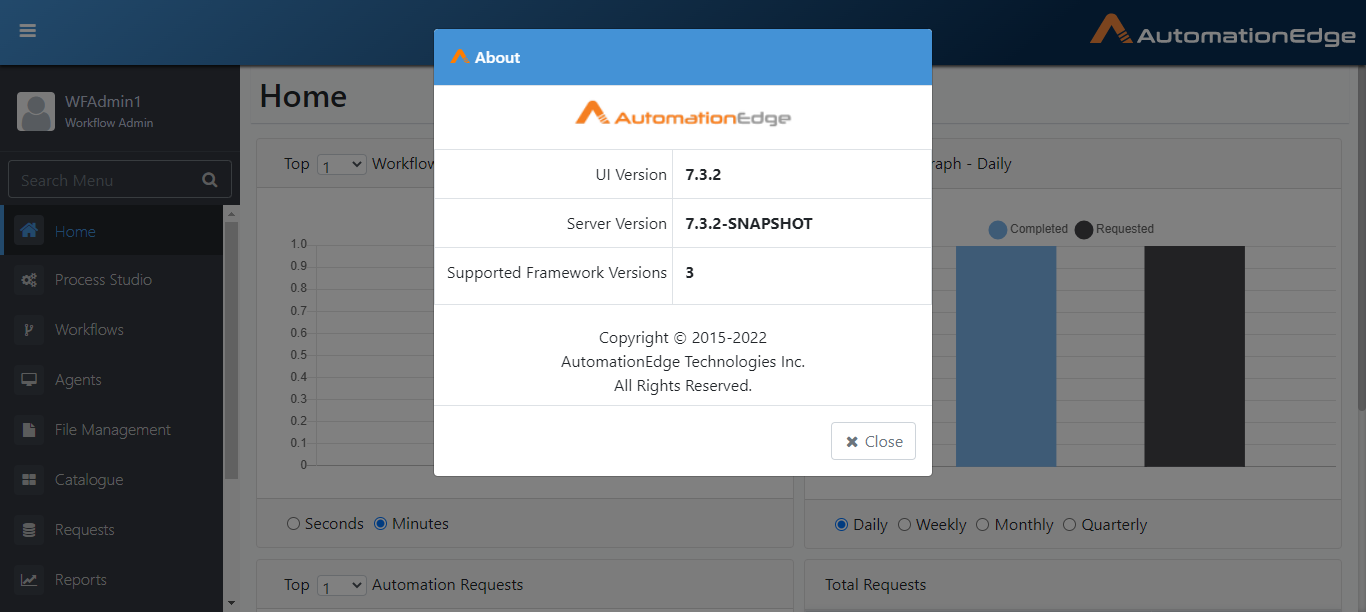 AutomationEdge
WFAdmin1
Workflow Admin
Search Menu
Home
Process Studio
Workflows
Agents
File Management
Catalogue
Requests
Reports
Home
Top 1 Workflow
1.0
0.9
0.8
0.7
0.6
0.5
0.4
0.3
0.2
0.1
0
Seconds Minutes
Top 1 Automation Requests
About
AutomationEdge
UI Version 7.3.2
Server Version 7.3.2-SNAPSHOT
Supported Framework Versions 3
Copyright © 2015-2022
AutomationEdge Technologies Inc.
All Rights Reserved.
Close
raph - Daily
Completed Requested
Daily Weekly Monthly Quarterly
Total Requests